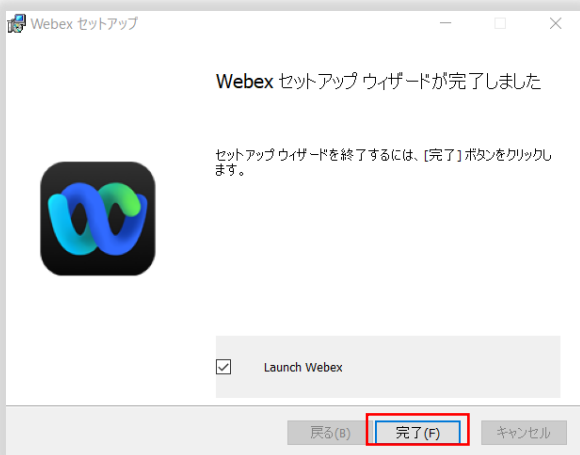 Webex セットアップ
Webex セットアップ ウィザードが完了しました
セットアップ ウィザードを終了するには、[完了] ボタンをクリックし
ます。
Launch Webex
戻る(B) 完了(F) キャンセル